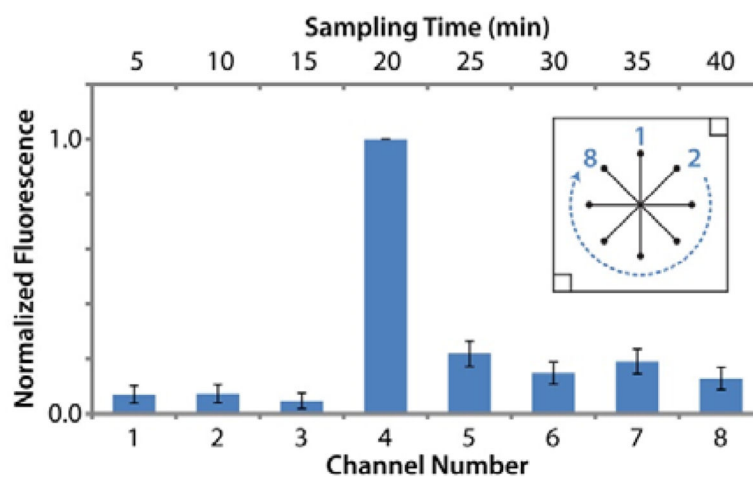 Sampling Time (min)
5 10 15 20 25 30 35 40
Normalized Fluorescence
1.0
0.0
1
8 2
1 2 3 4 5 6 7 8
Channel Number